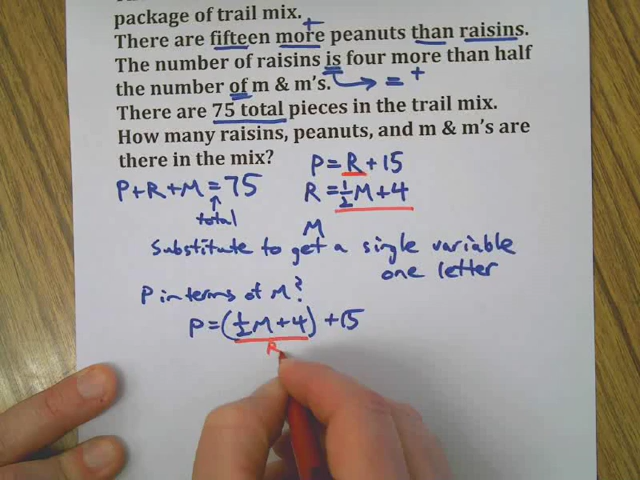 package of trail mix.
+
There are fifteen more peanuts than raisins.
The number of raisins is four more than half
the number of m & m's. → = +
There are 75 total pieces in the trail mix.
How many raisins, peanuts, and m & m's are
there in the mix?
P = R + 15
P + R + M = 75
R = ½M + 4
↑
total
M
Substitute to get a single variable
one letter
P in terms of M?
P = (½M + 4) + 15
R